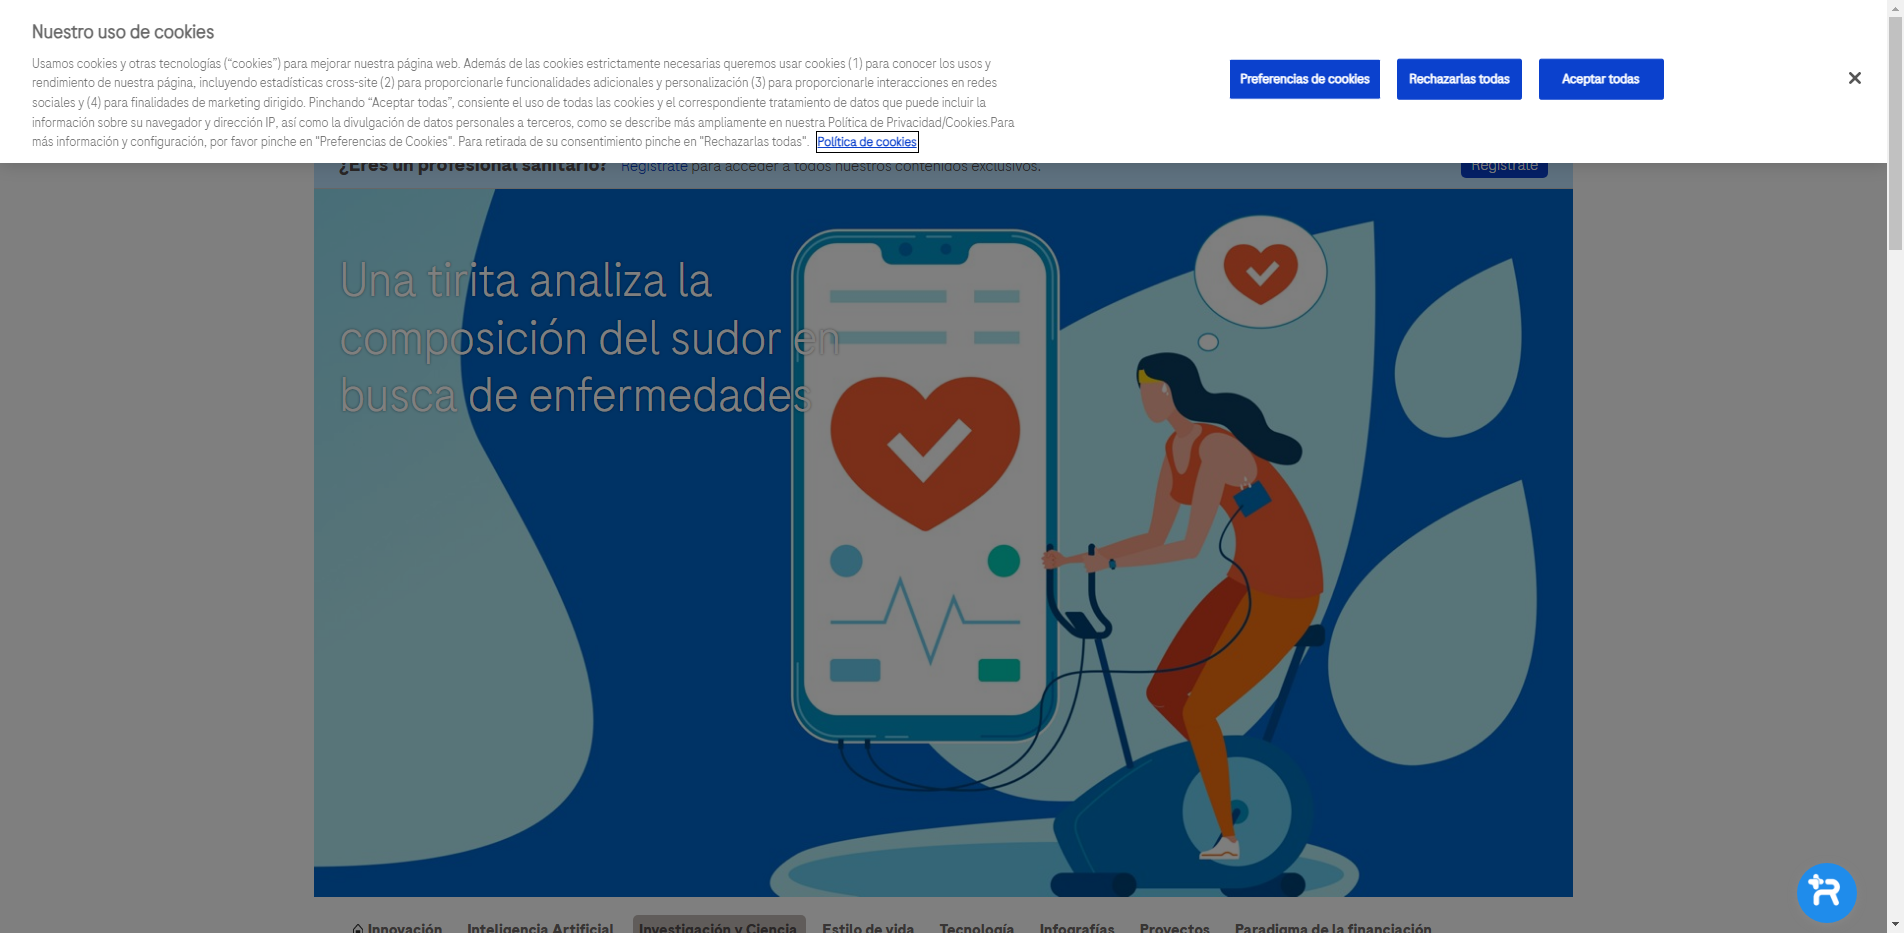 Nuestro uso de cookies
Usamos cookies y otras tecnologías (“cookies”) para mejorar nuestra página web. Además de las cookies estrictamente necesarias queremos usar cookies (1) para conocer los usos y
rendimiento de nuestra página, incluyendo estadísticas cross-site (2) para proporcionarle funcionalidades adicionales y personalización (3) para proporcionarle interacciones en redes
sociales y (4) para finalidades de marketing dirigido. Pinchando “Aceptar todas”, consiente el uso de todas las cookies y el correspondiente tratamiento de datos que puede incluir la
información sobre su navegador y dirección IP, así como la divulgación de datos personales a terceros, como se describe más ampliamente en nuestra Política de Privacidad/Cookies.Para
más información y configuración, por favor pinche en "Preferencias de Cookies". Para retirada de su consentimiento pinche en "Rechazarlas todas". Política de cookies
Preferencias de cookies Rechazarlas todas Aceptar todas
¿Eres un profesional sanitario? Regístrate para acceder a todos nuestros contenidos exclusivos. Regístrate
Una tirita analiza la
composición del sudor en
busca de enfermedades
Innovación Inteligencia Artificial Investigación y Ciencia Estilo de vida Tecnología Infografías Proyectos Paradigma de la financiación